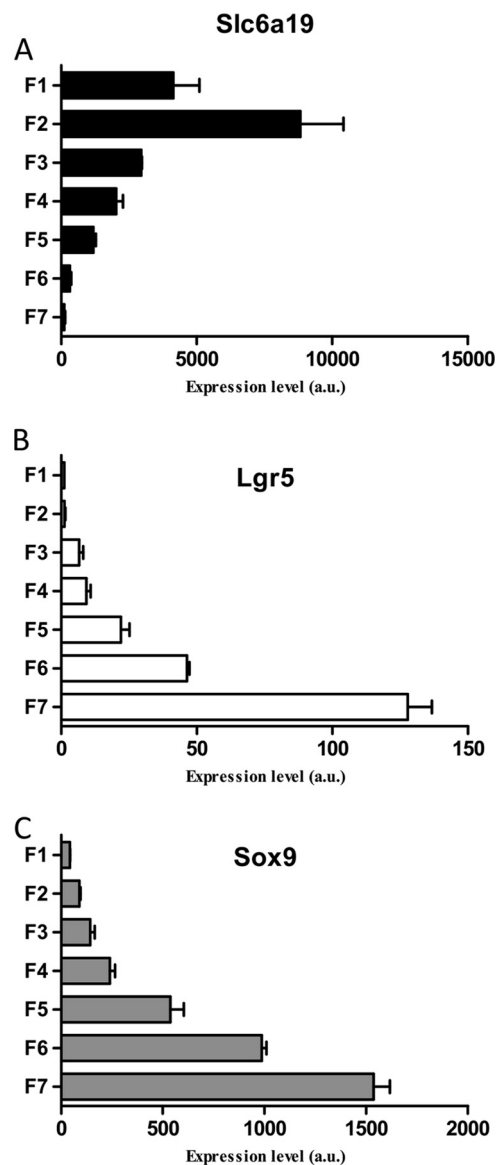 Slc6a19
A
F1
F2
F3
F4
F5
F6
F7
0 5000 10000 15000
Expression level (a.u.)
B
Lgr5
F1
F2
F3
F4
F5
F6
F7
0 50 100 150
Expression level (a.u.)
C
Sox9
F1
F2
F3
F4
F5
F6
F7
0 500 1000 1500 2000
Expression level (a.u.)